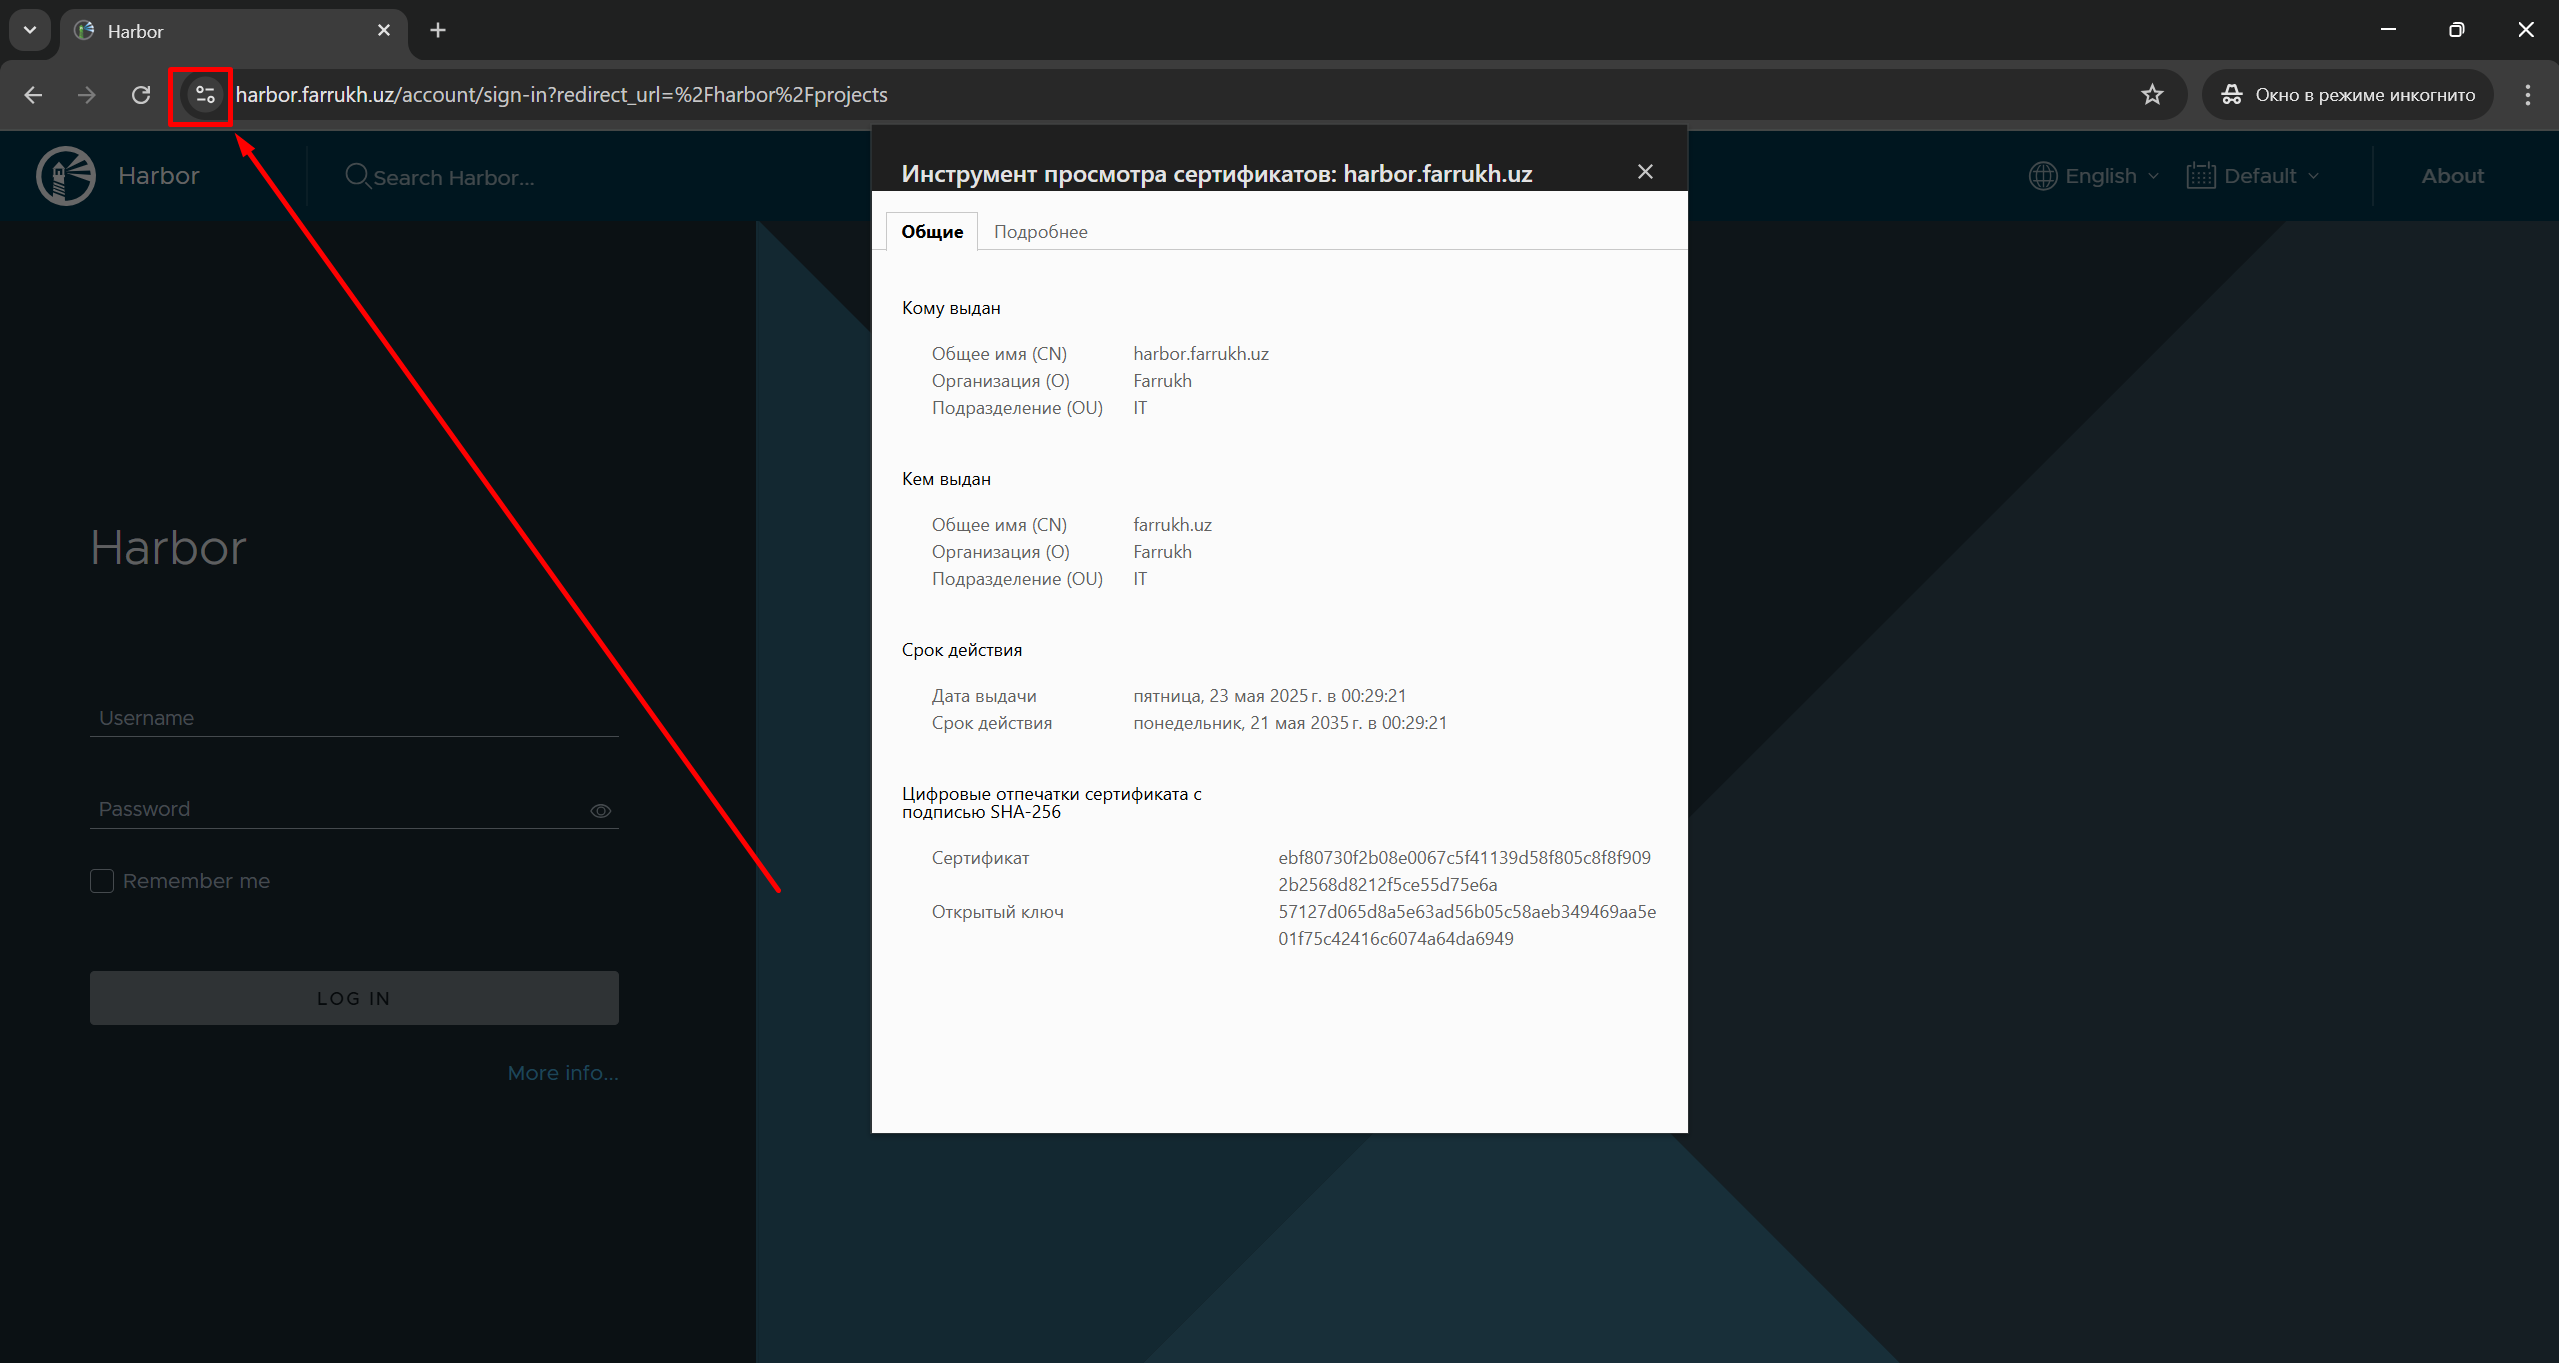 Harbor
harbor.farrukh.uz/account/sign-in?redirect_url=%2Fharbor%2Fprojects
Окно в режиме инкогнито
Harbor
Search Harbor...
English
Default
About
Инструмент просмотра сертификатов: harbor.farrukh.uz
Общие
Подробнее
Кому выдан
Общее имя (CN) harbor.farrukh.uz
Организация (O) Farrukh
Подразделение (OU) IT
Кем выдан
Общее имя (CN) farrukh.uz
Организация (O) Farrukh
Подразделение (OU) IT
Срок действия
Дата выдачи пятница, 23 мая 2025 г. в 00:29:21
Срок действия понедельник, 21 мая 2035 г. в 00:29:21
Цифровые отпечатки сертификата с
подписью SHA-256
Сертификат ebf80730f2b08e0067c5f41139d58f805c8f8f909
2b2568d8212f5ce55d75e6a
Открытый ключ 57127d065d8a5e63ad56b05c58aeb349469aa5e
01f75c42416c6074a64da6949
Harbor
Username
Password
Remember me
LOG IN
More info...